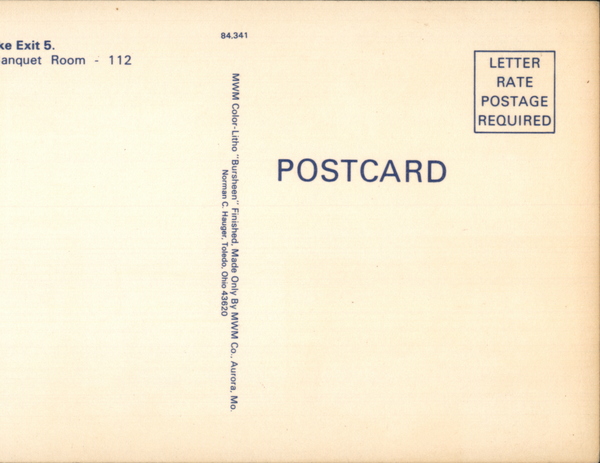 ke Exit 5.
anquet Room - 112
84,341
MWM Color-Litho "Bursheen" Finished, Made Only By MWM Co., Aurora, Mo.
Norman C. Hauger, Toledo, Ohio 43620
POSTCARD
LETTER
RATE
POSTAGE
REQUIRED